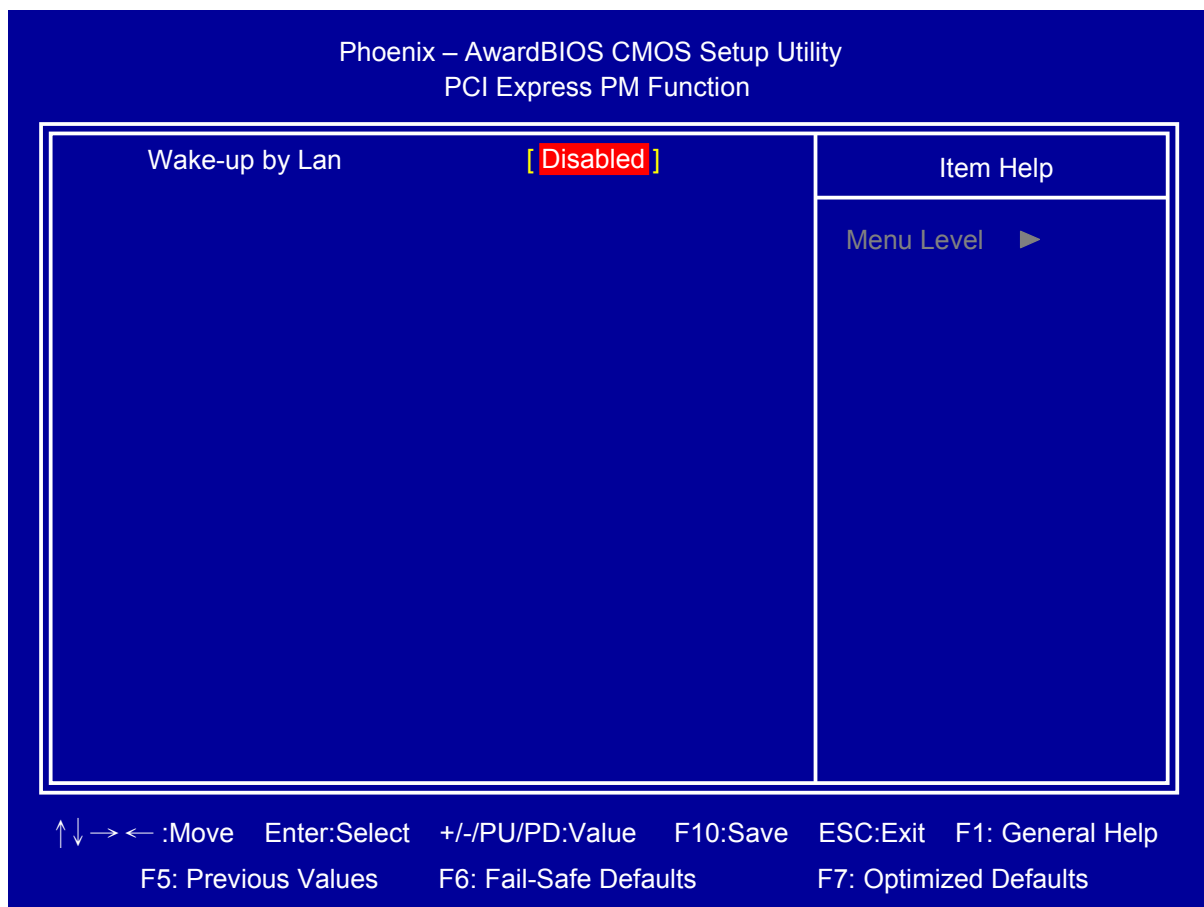 Phoenix – AwardBIOS CMOS Setup Utility
PCI Express PM Function
Wake-up by Lan [ Disabled ]
Item Help
Menu Level ►
↑↓→← :Move Enter:Select +/-/PU/PD:Value F10:Save ESC:Exit F1: General Help
F5: Previous Values F6: Fail-Safe Defaults F7: Optimized Defaults